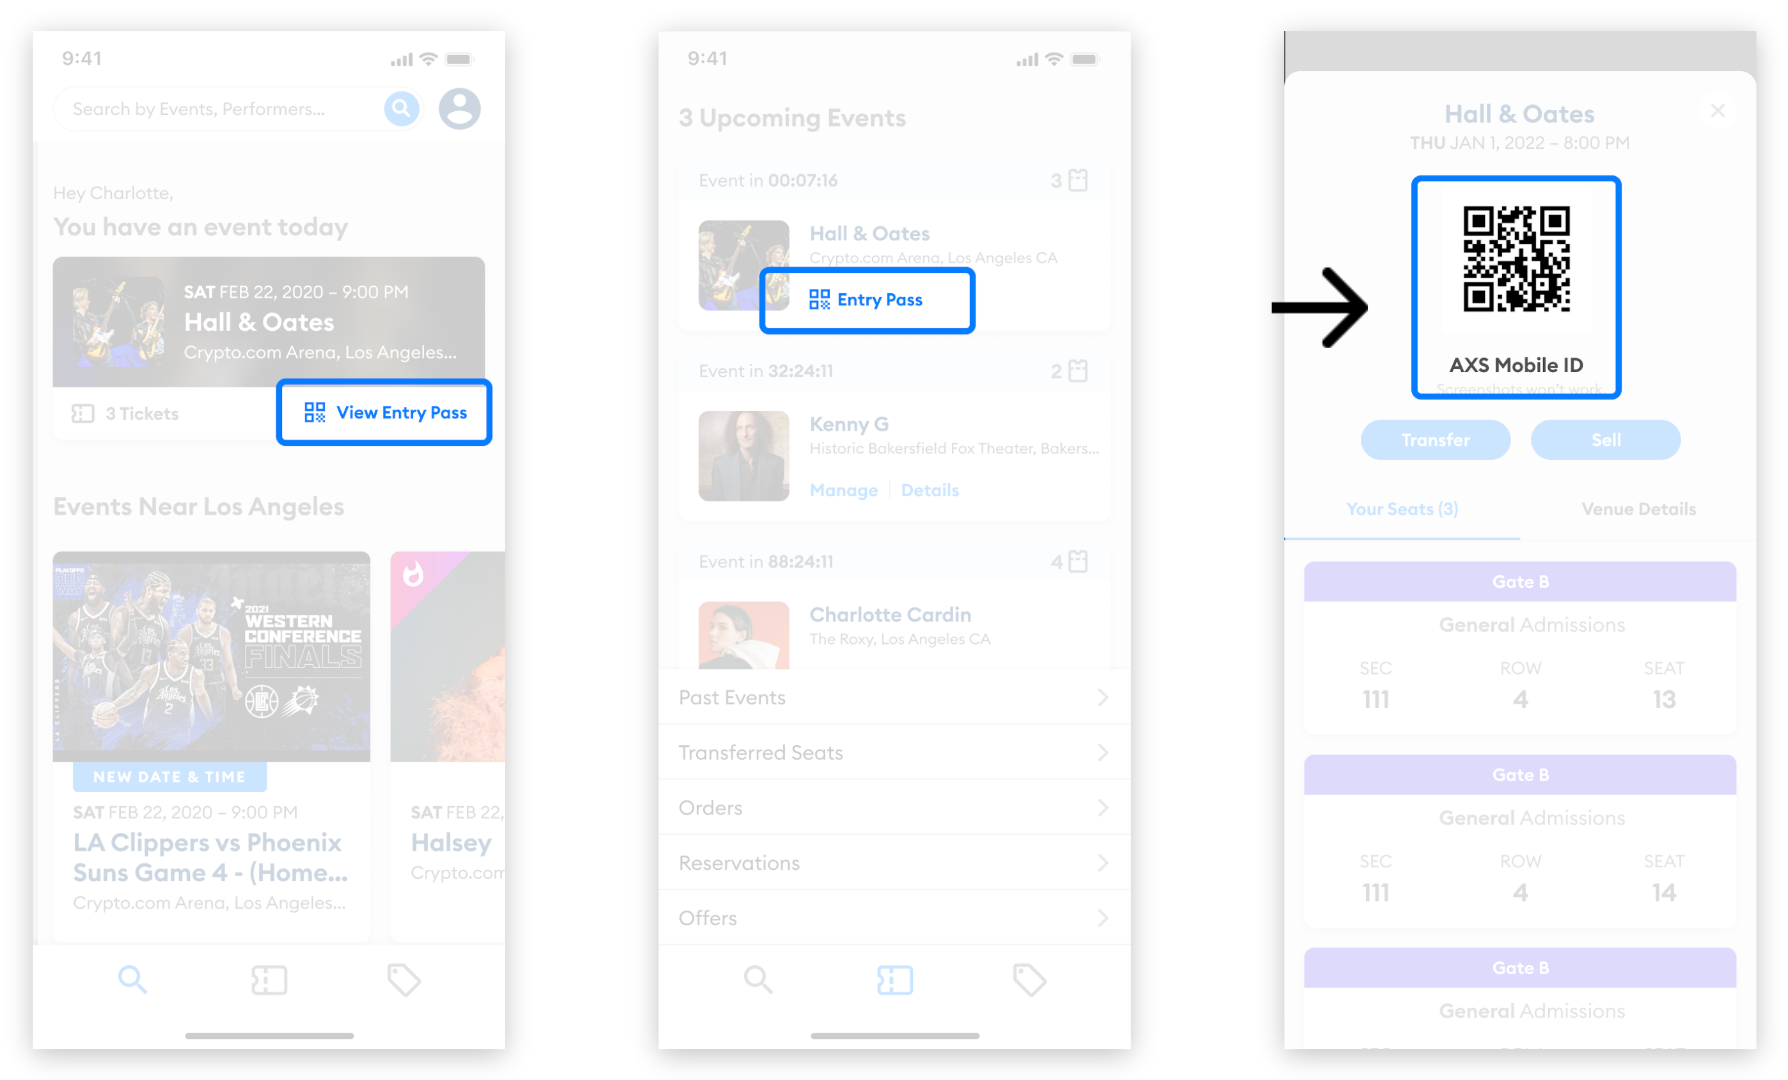 9:41
Search by Events, Performers...
Hey Charlotte,
You have an event today
SAT FEB 22, 2020 – 9:00 PM
Hall & Oates
Crypto.com Arena, Los Angeles...
3 Tickets
View Entry Pass
Events Near Los Angeles
2021
WESTERN
CONFERENCE
FINALS
NEW DATE & TIME
SAT FEB 22, 2020 – 9:00 PM
LA Clippers vs Phoenix
Suns Game 4 - (Home...
Crypto.com Arena, Los Angeles...
SAT FEB 22,
Halsey
Crypto.com
9:41
3 Upcoming Events
Event in 00:07:16
3
Hall & Oates
Crypto.com Arena, Los Angeles CA
Entry Pass
Event in 32:24:11
2
Kenny G
Historic Bakersfield Fox Theater, Bakers...
Manage
Details
Event in 88:24:11
4
Charlotte Cardin
The Roxy, Los Angeles CA
Past Events
Transferred Seats
Orders
Reservations
Offers
Hall & Oates
THU JAN 1, 2022 – 8:00 PM
AXS Mobile ID
Screenshots won't work
Transfer
Sell
Your Seats (3)
Venue Details
Gate B
General Admissions
SEC ROW SEAT
111 4 13
Gate B
General Admissions
SEC ROW SEAT
111 4 14
Gate B
General Admissions